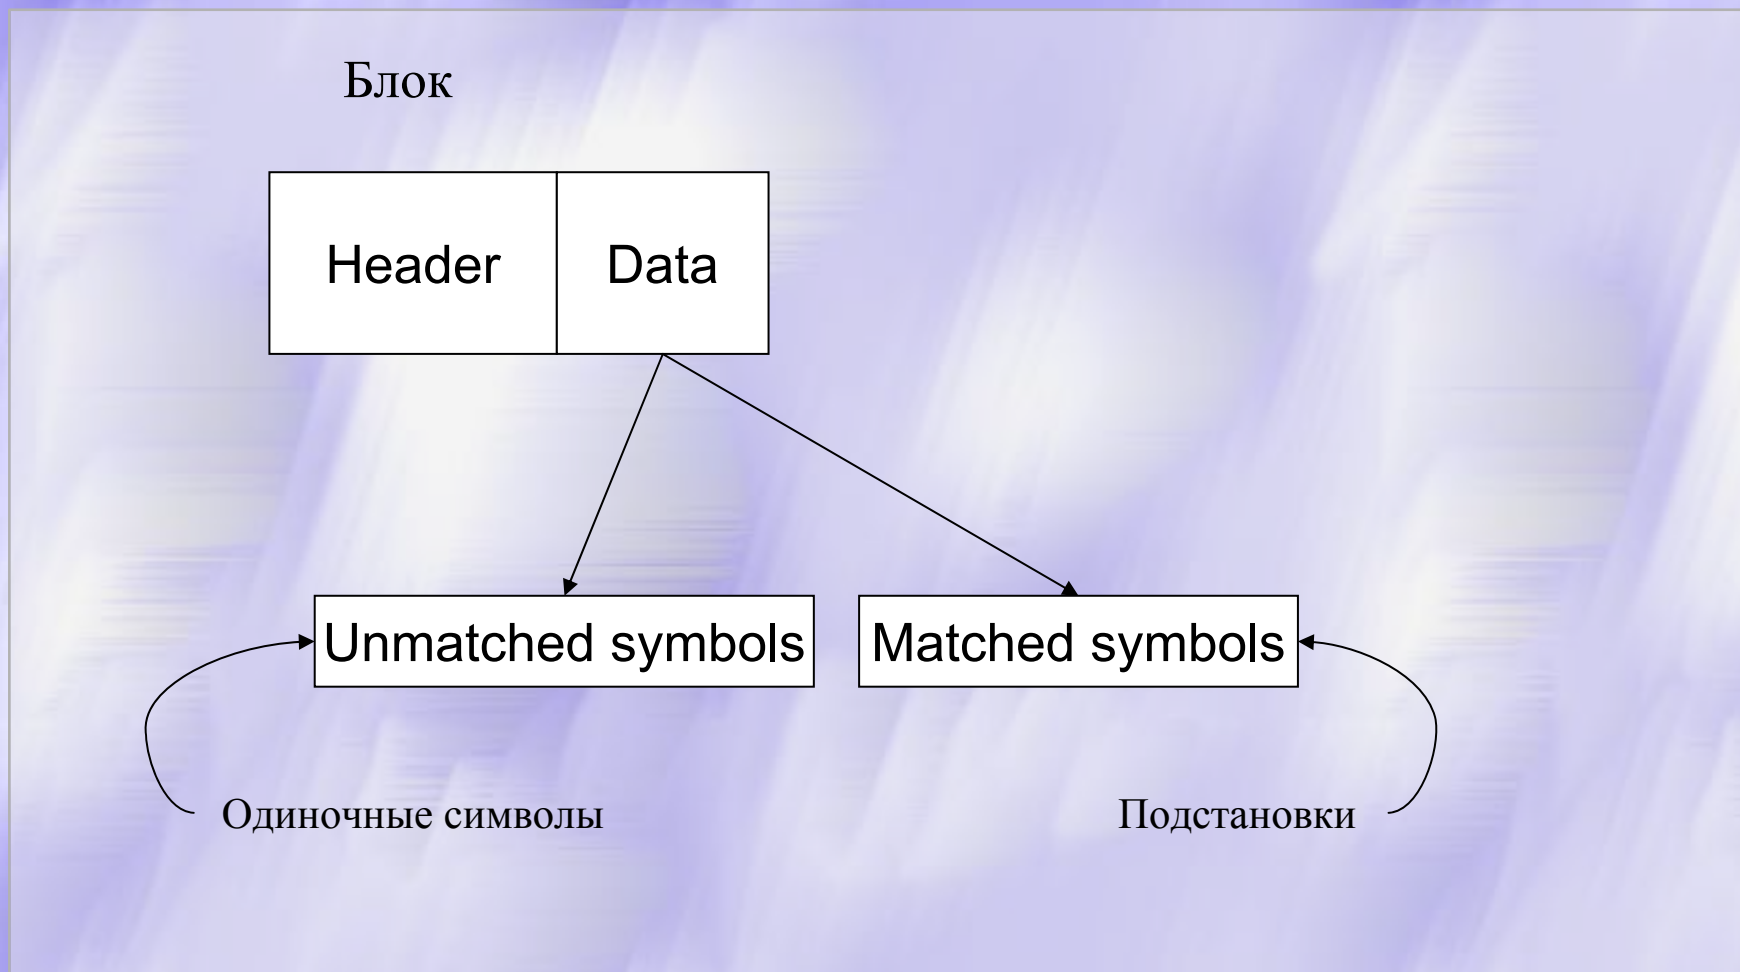 Блок
Header Data
Unmatched symbols Matched symbols
Одиночные символы Подстановки